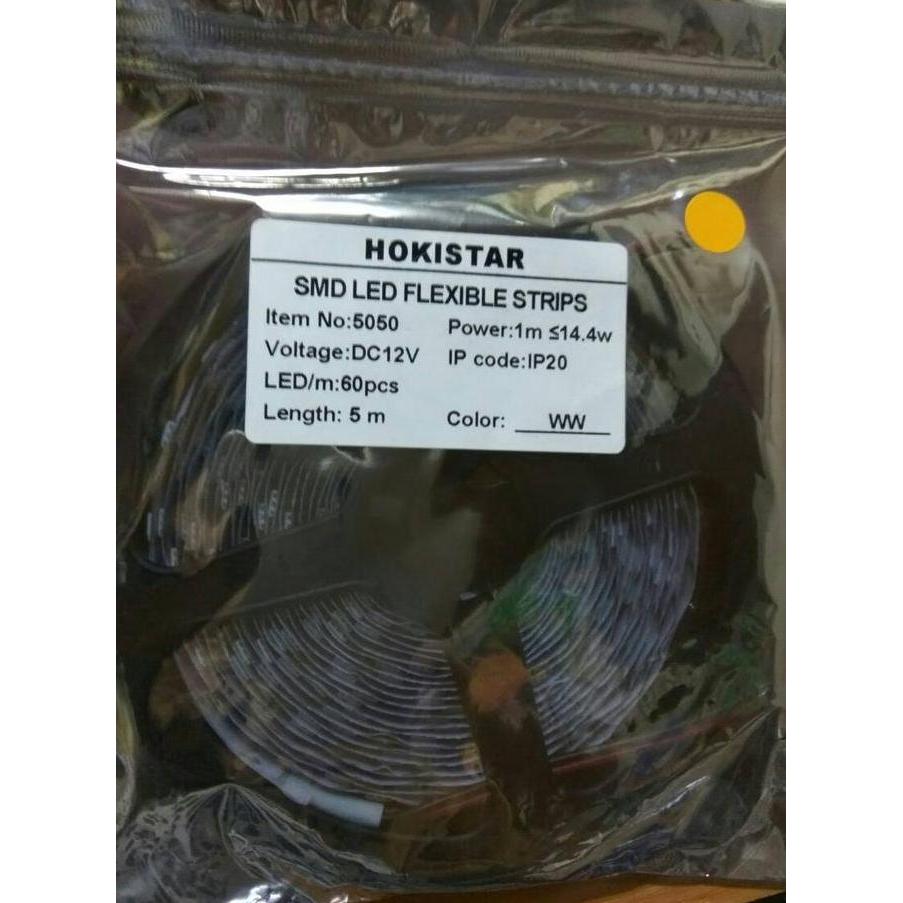 HOKISTAR
SMD LED FLEXIBLE STRIPS
Item No:5050 Power:1m ≤14.4w
Voltage:DC12V IP code:IP20
LED/m:60pcs
Length: 5 m Color: WW